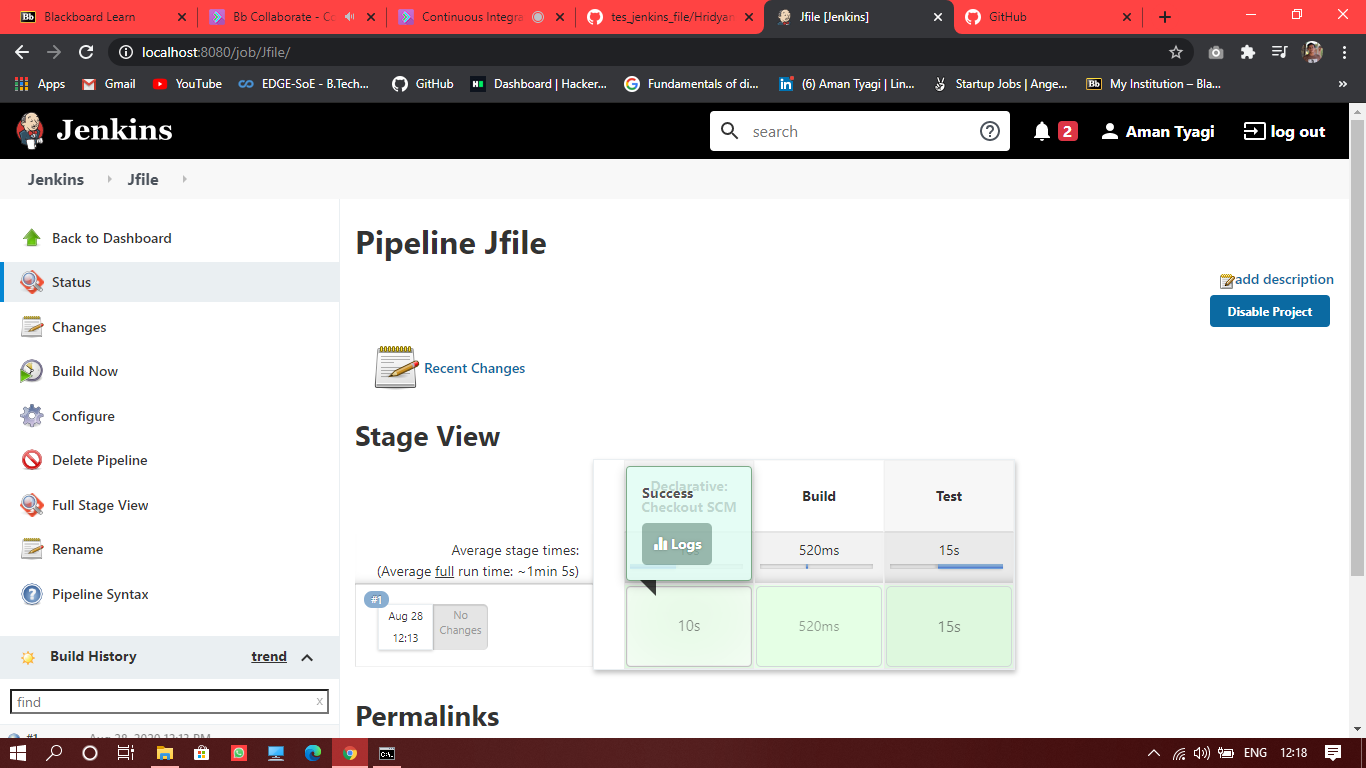 Blackboard Learn
Bb Collaborate - Co
Continuous Integra
tes_jenkins_file/Hridyan
Jfile [Jenkins]
GitHub
localhost:8080/job/Jfile/
Apps
Gmail
YouTube
EDGE-SoE - B.Tech...
GitHub
Dashboard | Hacker...
Fundamentals of di...
(6) Aman Tyagi | Lin...
Startup Jobs | Ange...
My Institution – Bla...
Jenkins
search
2
Aman Tyagi
log out
Jenkins
Jfile
Back to Dashboard
Status
Changes
Build Now
Configure
Delete Pipeline
Full Stage View
Rename
Pipeline Syntax
Build History
trend
find
x
#1
Aug 28, 2020 12:13 PM
Pipeline Jfile
add description
Disable Project
Recent Changes
Stage View
Declarative:
Checkout SCM
Success
Logs
Build
Test
Average stage times:
(Average full run time: ~1min 5s)
520ms
15s
#1
Aug 28
12:13
No
Changes
10s
520ms
15s
Permalinks
ENG
12:18